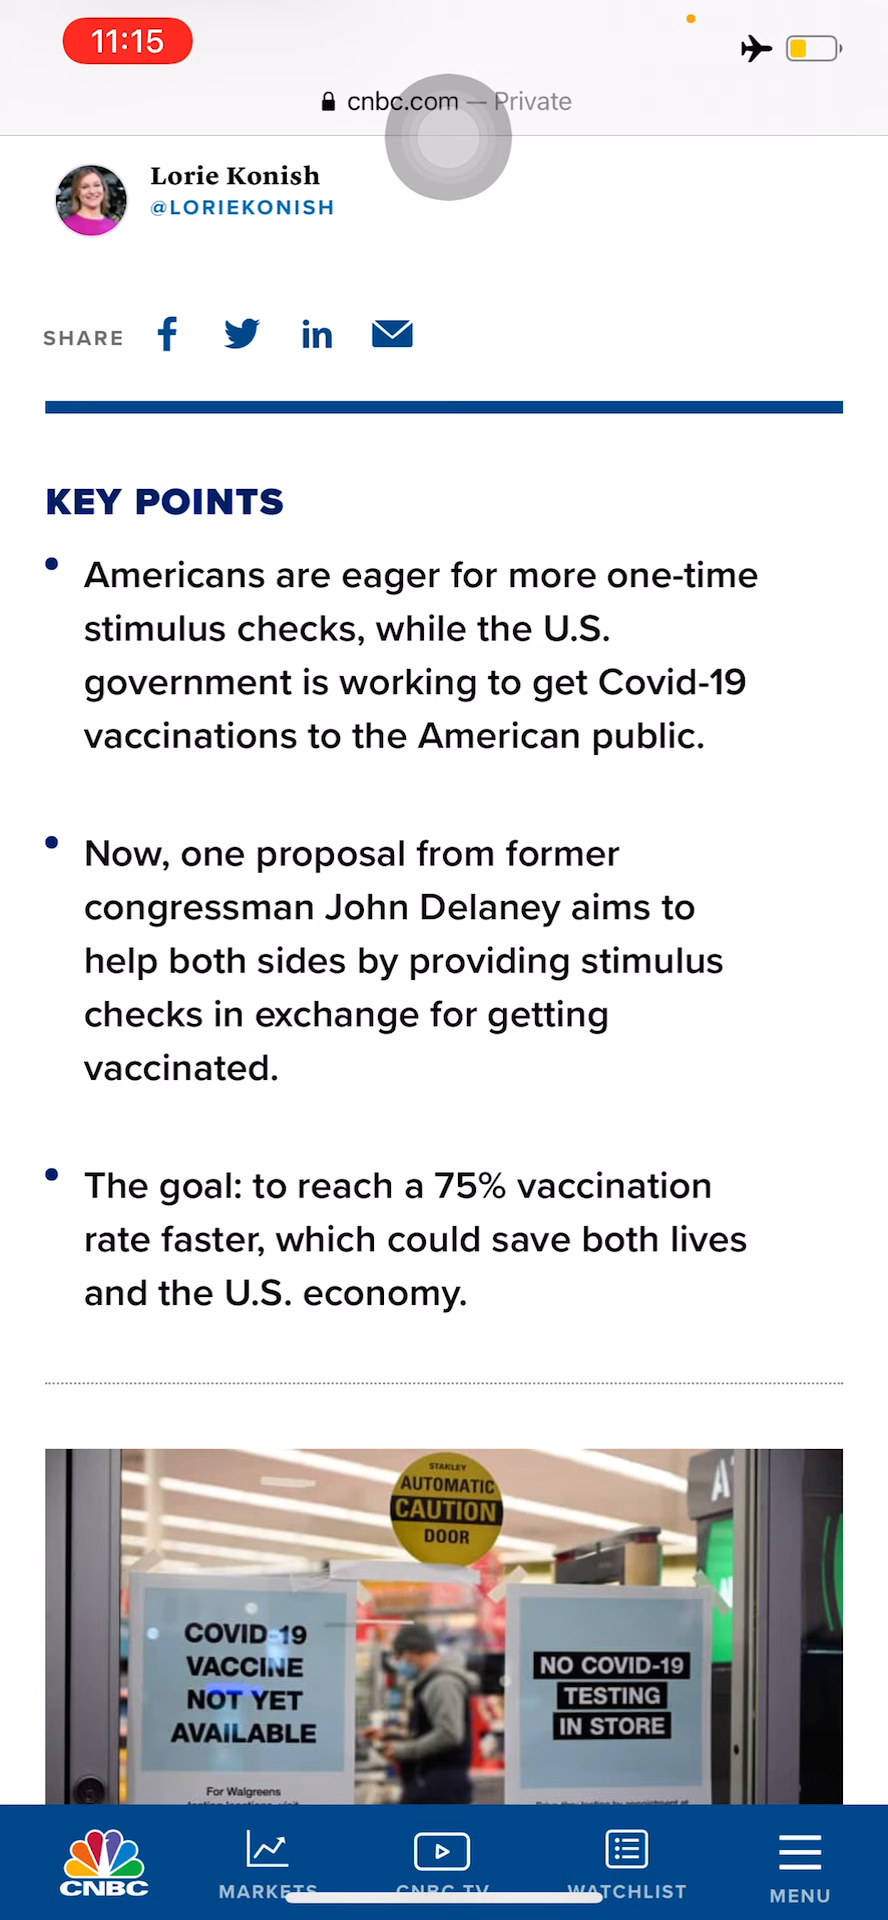 11:15
cnbc.com — Private
Lorie Konish
@LORIEKONISH
SHARE
KEY POINTS
Americans are eager for more one-time
stimulus checks, while the U.S.
government is working to get Covid-19
vaccinations to the American public.
Now, one proposal from former
congressman John Delaney aims to
help both sides by providing stimulus
checks in exchange for getting
vaccinated.
The goal: to reach a 75% vaccination
rate faster, which could save both lives
and the U.S. economy.
STANLEY
AUTOMATIC
CAUTION
DOOR
COVID-19
VACCINE
NOT YET
AVAILABLE
For Walgreens
NO COVID-19
TESTING
IN STORE
CNBC
MARKETS
CNBC TV
WATCHLIST
MENU